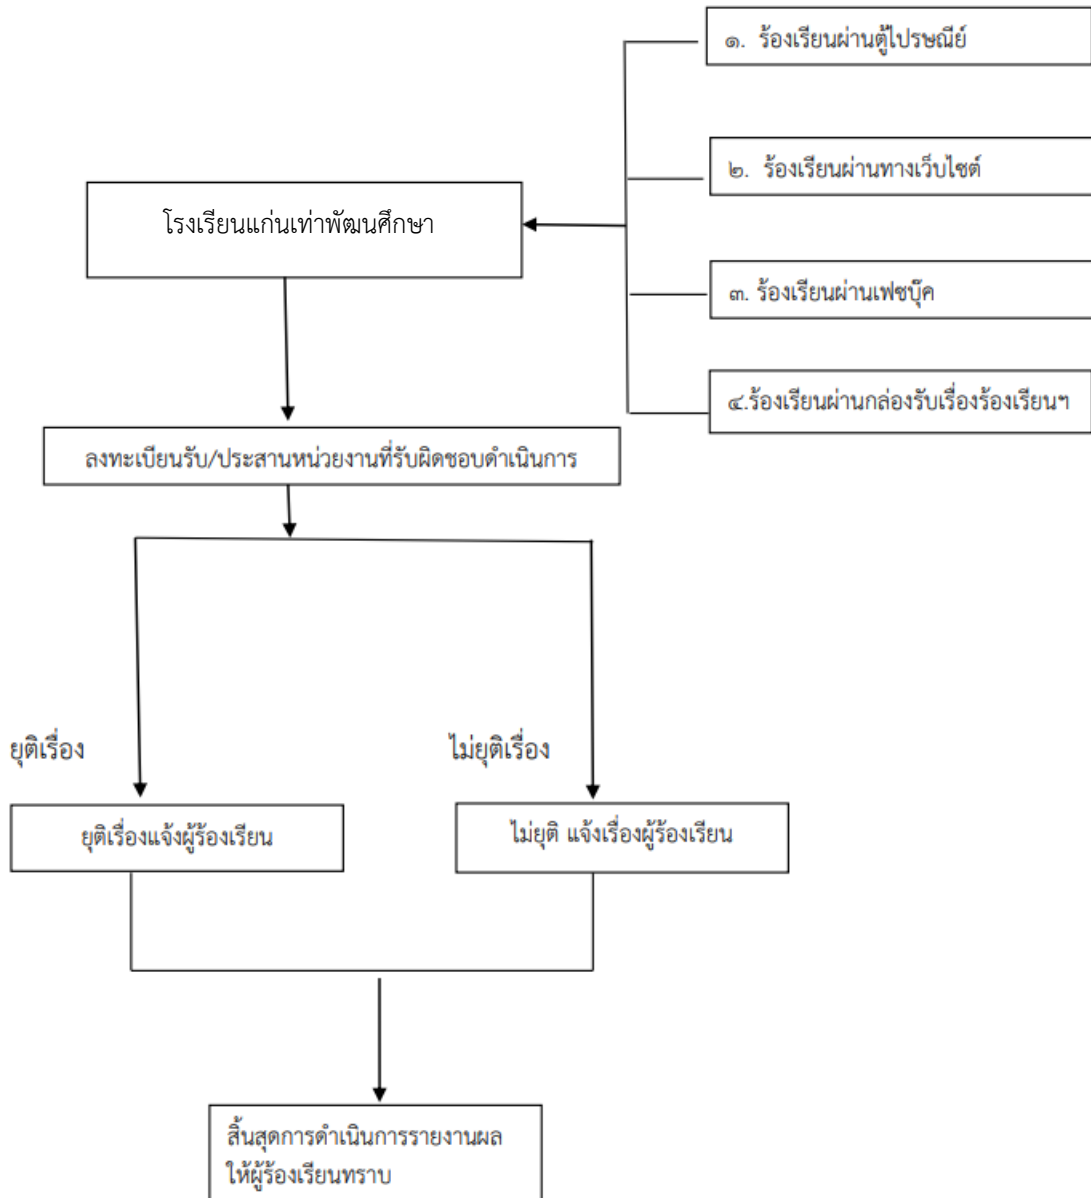 ๑. ร้องเรียนผ่านตู้ไปรษณีย์
๒. ร้องเรียนผ่านทางเว็บไซต์
โรงเรียนแก่นเท่าพัฒนศึกษา
๓. ร้องเรียนผ่านเฟซบุ๊ค
๔.ร้องเรียนผ่านกล่องรับเรื่องร้องเรียนฯ
ลงทะเบียนรับ/ประสานหน่วยงานที่รับผิดชอบดำเนินการ
ยุติเรื่อง
ไม่ยุติเรื่อง
ยุติเรื่องแจ้งผู้ร้องเรียน
ไม่ยุติ แจ้งเรื่องผู้ร้องเรียน
สิ้นสุดการดำเนินการรายงานผล
ให้ผู้ร้องเรียนทราบ